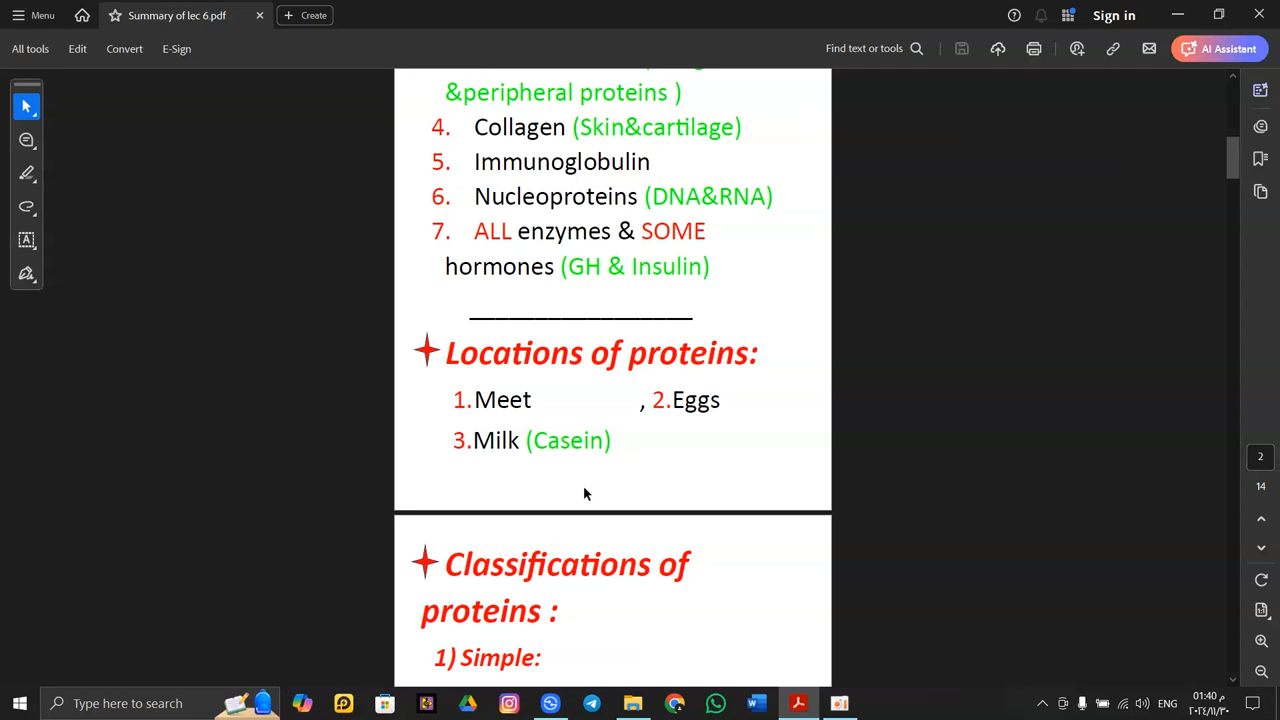 Menu
Summary of lec 6.pdf
Create
Sign in
All tools
Edit
Convert
E-Sign
Find text or tools
AI Assistant
&peripheral proteins )
4. Collagen (Skin&cartilage)
5. Immunoglobulin
6. Nucleoproteins (DNA&RNA)
7. ALL enzymes & SOME
hormones (GH & Insulin)
Locations of proteins:
1.Meet , 2.Eggs
3.Milk (Casein)
2
14
Classifications of
proteins :
1) Simple:
Type here to search
ENG
01:40 م